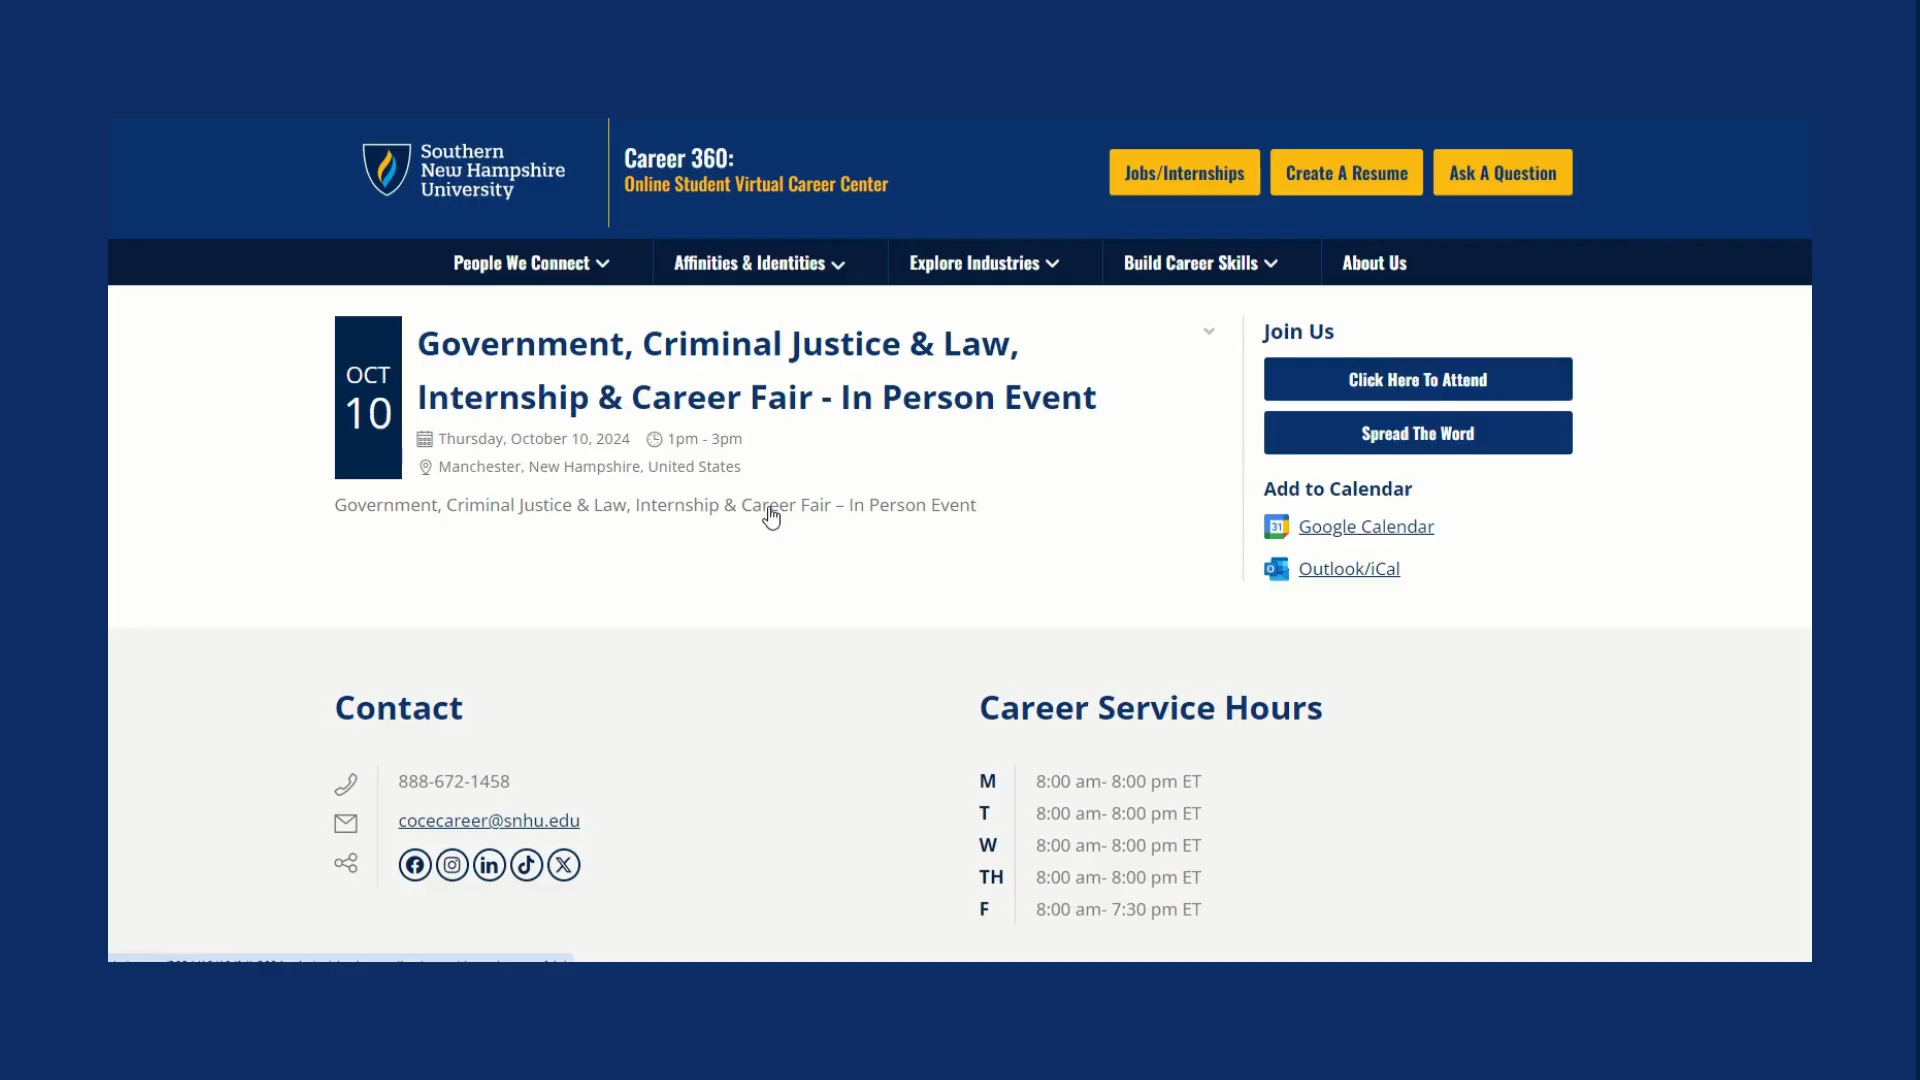 Southern
New Hampshire
University
Career 360:
Online Student Virtual Career Center
Jobs/Internships
Create A Resume
Ask A Question
People We Connect
Affinities & Identities
Explore Industries
Build Career Skills
About Us
OCT
10
Government, Criminal Justice & Law,
Internship & Career Fair - In Person Event
Thursday, October 10, 2024 1pm - 3pm
Manchester, New Hampshire, United States
Government, Criminal Justice & Law, Internship & Career Fair – In Person Event
Join Us
Click Here To Attend
Spread The Word
Add to Calendar
31 Google Calendar
Outlook/iCal
Contact
888-672-1458
cocecareer@snhu.edu
Career Service Hours
M 8:00 am- 8:00 pm ET
T 8:00 am- 8:00 pm ET
W 8:00 am- 8:00 pm ET
TH 8:00 am- 8:00 pm ET
F 8:00 am- 7:30 pm ET